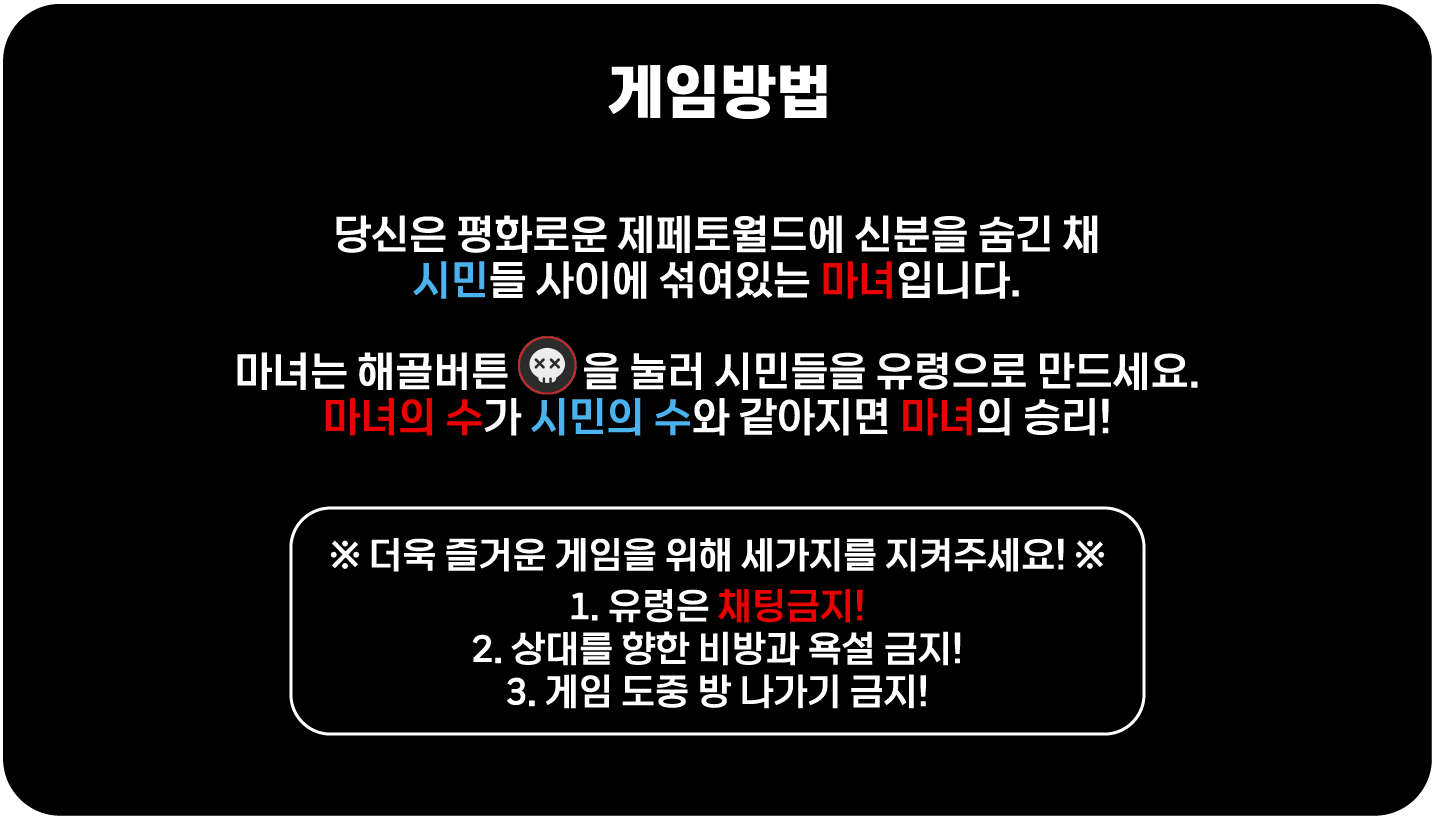 게임방법
당신은 평화로운 제페토월드에 신분을 숨긴 채
시민들 사이에 섞여있는 마녀입니다.
마녀는 해골버튼 을 눌러 시민들을 유령으로 만드세요.
마녀의 수가 시민의 수와 같아지면 마녀의 승리!
※ 더욱 즐거운 게임을 위해 세가지를 지켜주세요! ※
1. 유령은 채팅금지!
2. 상대를 향한 비방과 욕설 금지!
3. 게임 도중 방 나가기 금지!